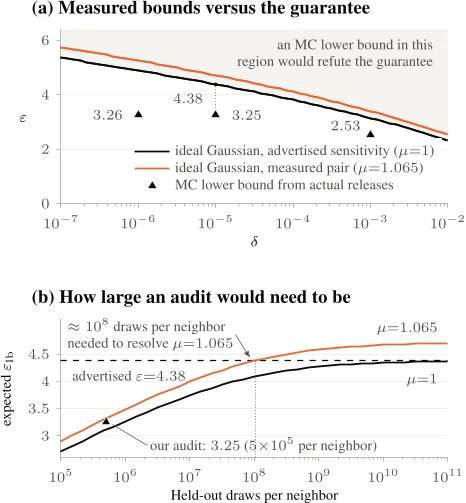 (a) Measured bounds versus the guarantee
6
4
2
0
ε
an MC lower bound in this
region would refute the guarantee
4.38
3.26
3.25
2.53
ideal Gaussian, advertised sensitivity (μ=1)
ideal Gaussian, measured pair (μ=1.065)
MC lower bound from actual releases
10⁻⁷ 10⁻⁶ 10⁻⁵ 10⁻⁴ 10⁻³ 10⁻²
δ
(b) How large an audit would need to be
≈ 10⁸ draws per neighbor
needed to resolve μ=1.065
μ=1.065
4.5
4
3.5
3
expected ε₁b
advertised ε=4.38
μ=1
our audit: 3.25 (5×10⁵ per neighbor)
10⁵ 10⁶ 10⁷ 10⁸ 10⁹ 10¹⁰ 10¹¹
Held-out draws per neighbor